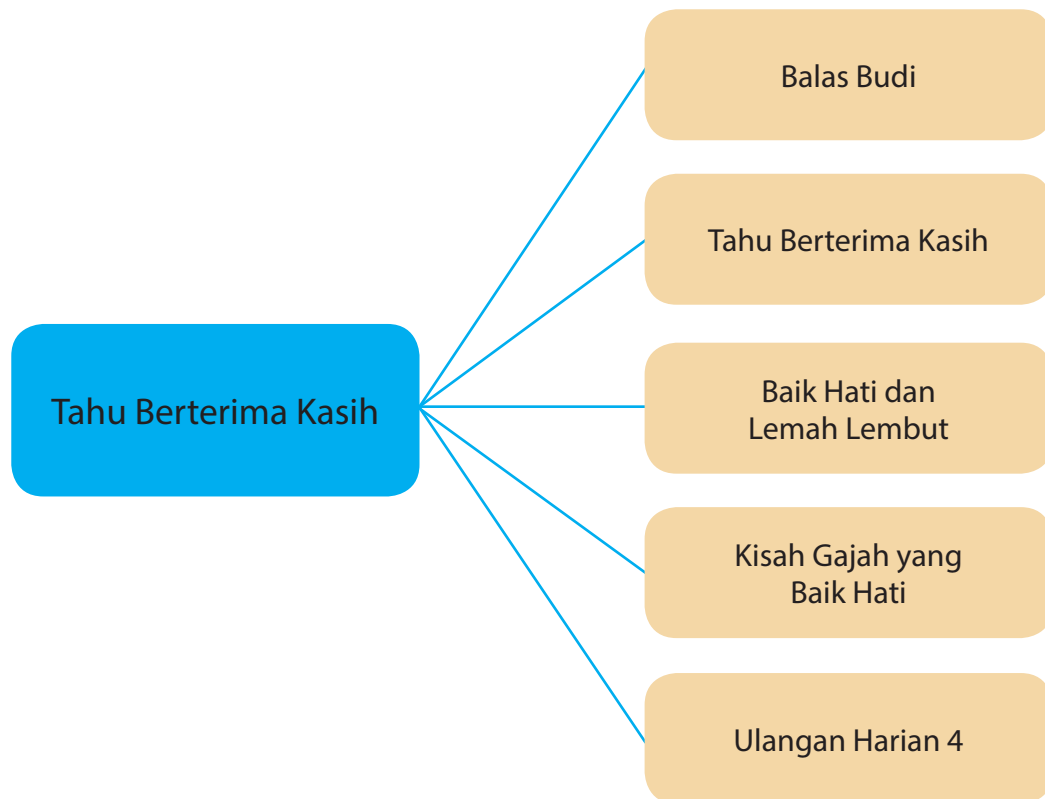 Tahu Berterima Kasih
Balas Budi
Tahu Berterima Kasih
Baik Hati dan
Lemah Lembut
Kisah Gajah yang
Baik Hati
Ulangan Harian 4